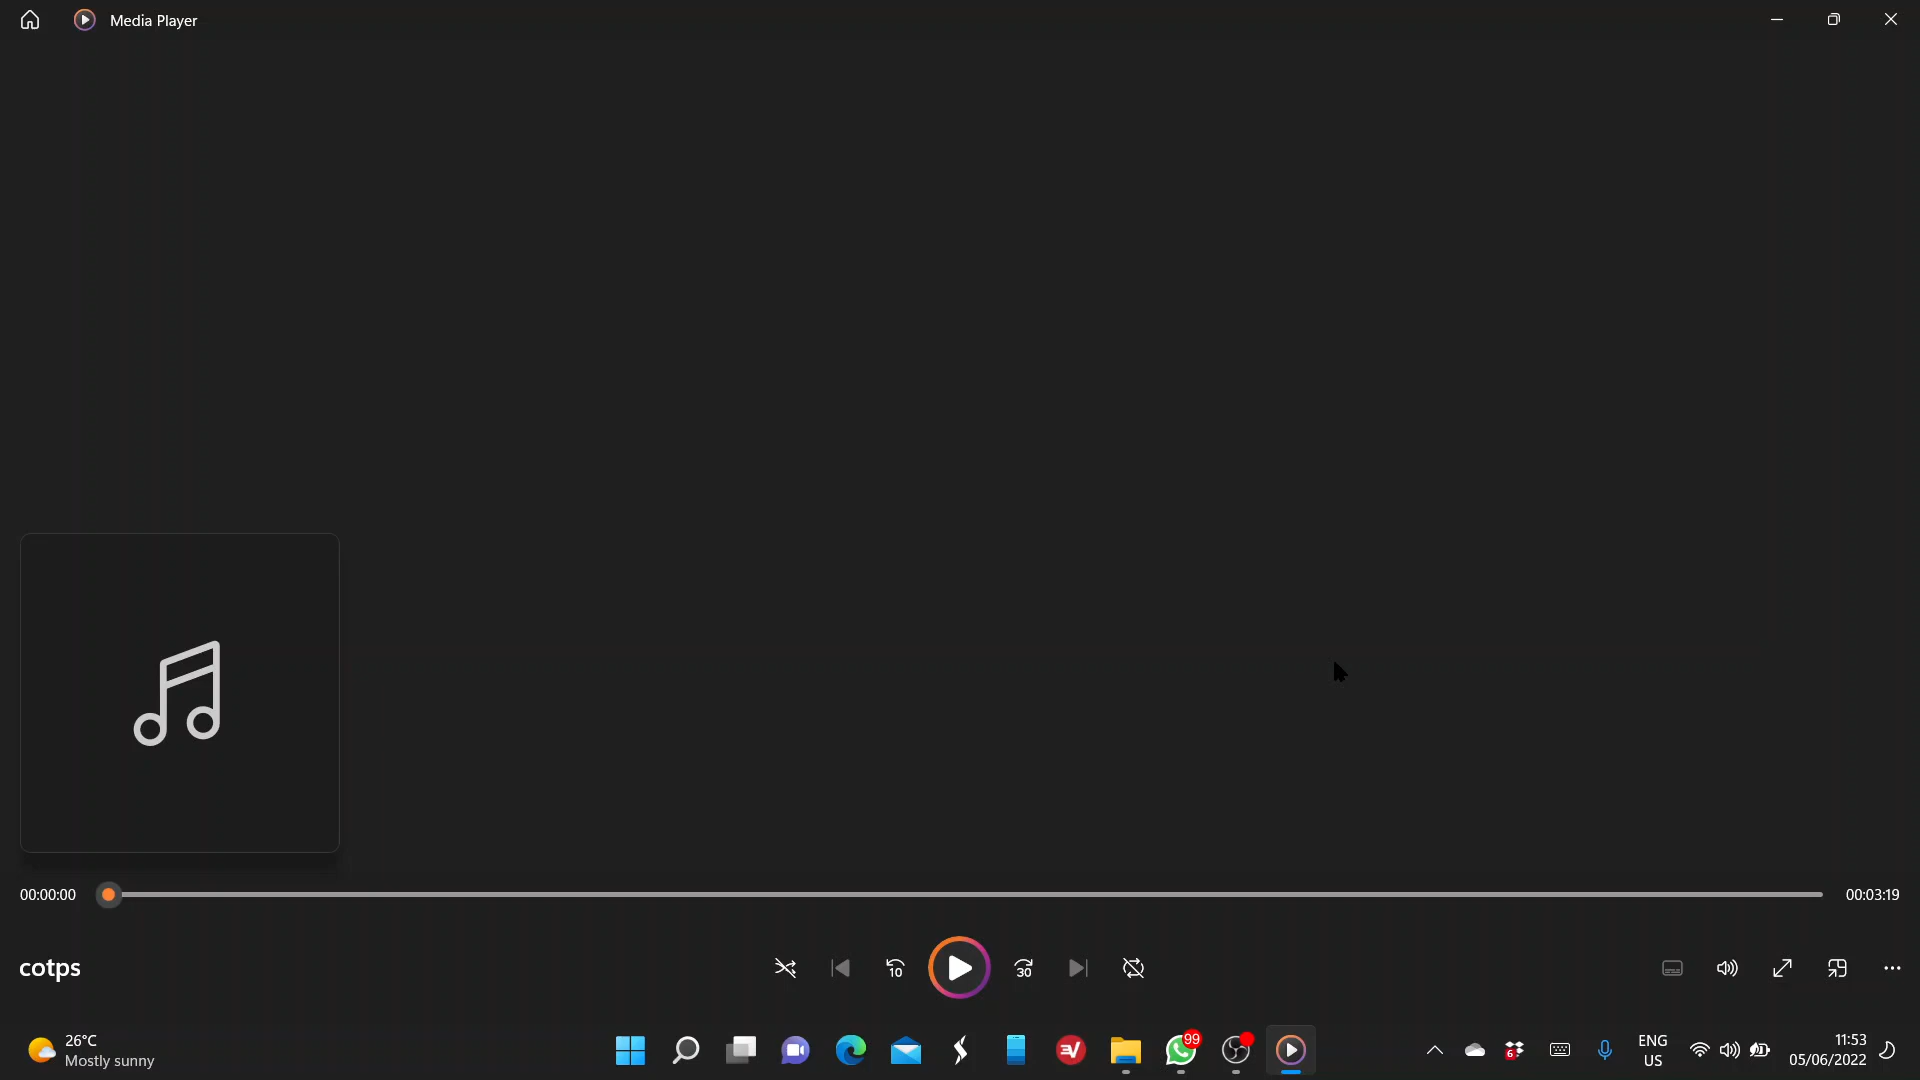 Media Player
00:00:00
00:03:19
cotps
10
30
26°C
Mostly sunny
99
6
ENG
US
11:53
05/06/2022